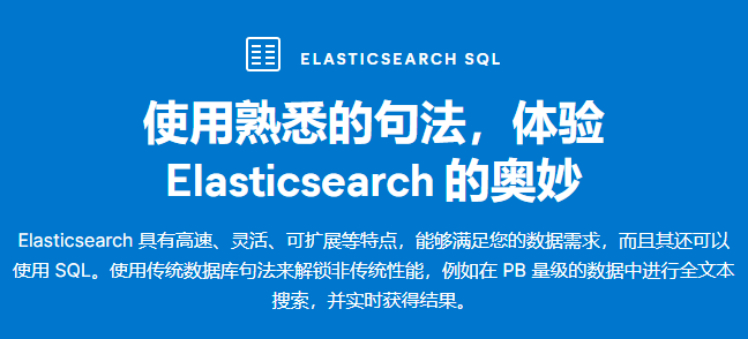 ELASTICSEARCH SQL
使用熟悉的句法，体验
Elasticsearch 的奥妙
Elasticsearch 具有高速、灵活、可扩展等特点，能够满足您的数据需求，而且其还可以
使用 SQL。使用传统数据库句法来解锁非传统性能，例如在 PB 量级的数据中进行全文本
搜索，并实时获得结果。